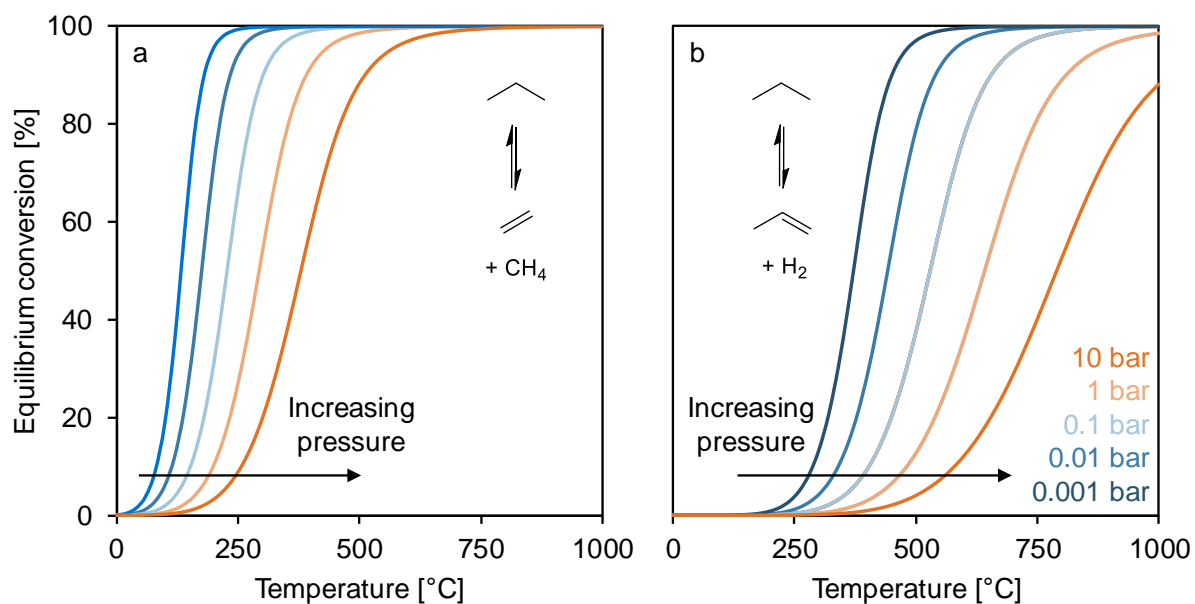 a
b
Equilibrium conversion [%]
100
80
60
40
20
0
+ CH₄
+ H₂
Increasing
pressure
Increasing
pressure
10 bar
1 bar
0.1 bar
0.01 bar
0.001 bar
0
250
500
750
1000
0
250
500
750
1000
Temperature [°C]
Temperature [°C]